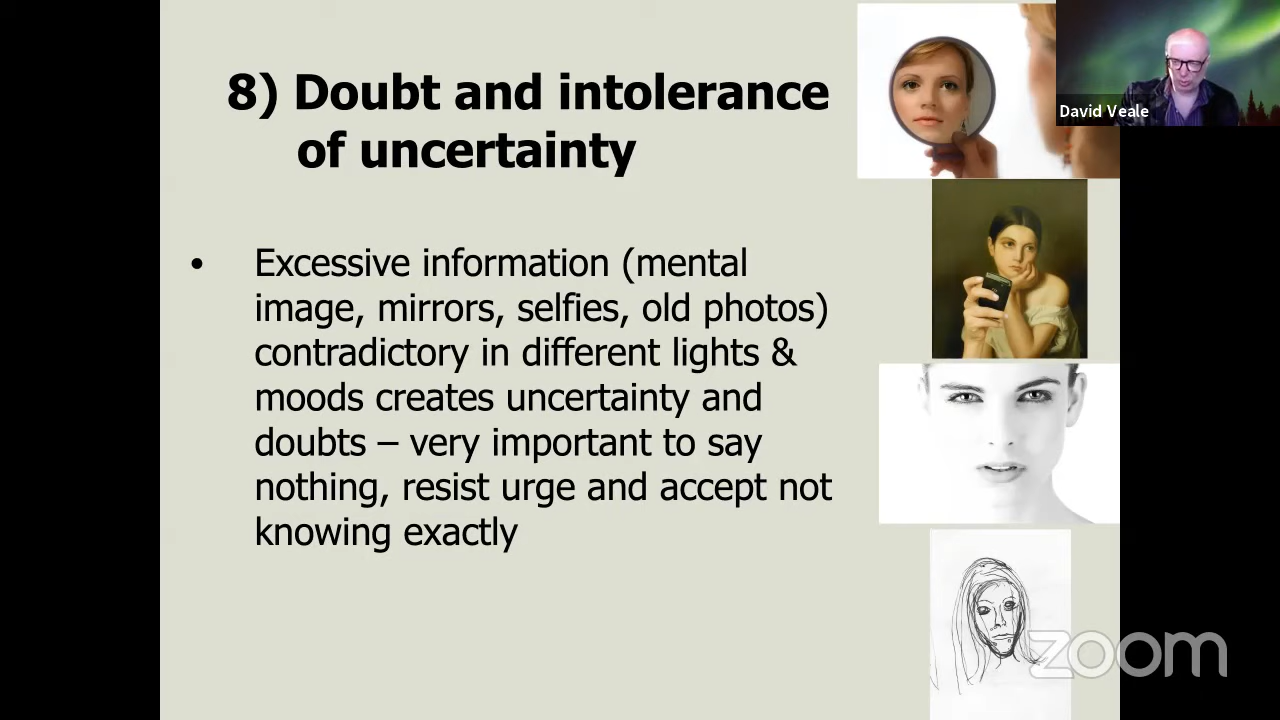 8) Doubt and intolerance
of uncertainty
David Veale
• Excessive information (mental
image, mirrors, selfies, old photos)
contradictory in different lights &
moods creates uncertainty and
doubts – very important to say
nothing, resist urge and accept not
knowing exactly
zoom